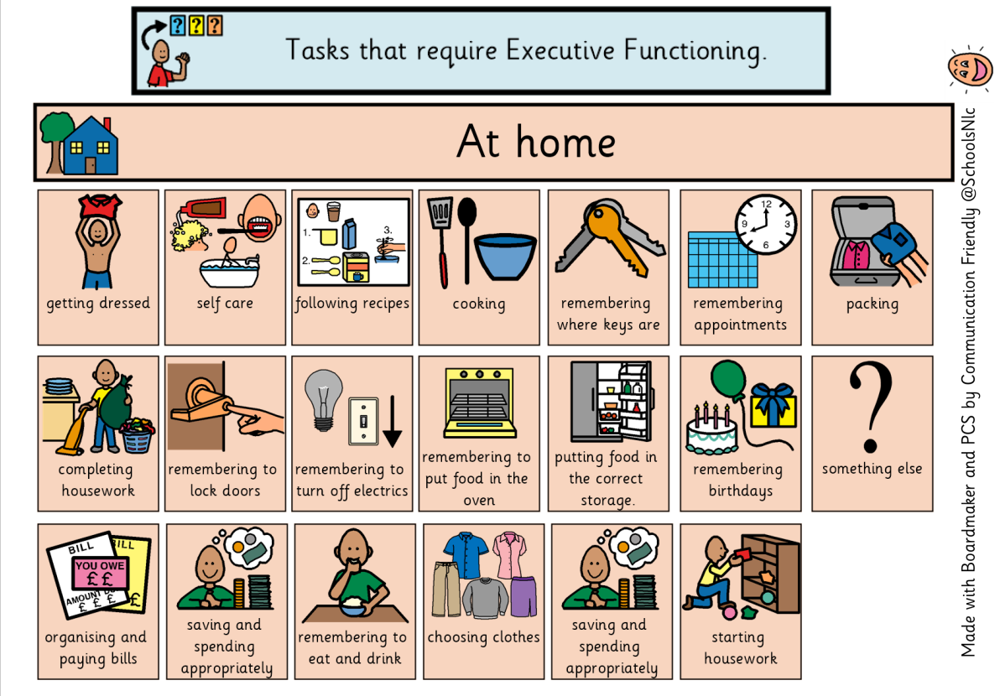 ? ? ?
Tasks that require Executive Functioning.
At home
getting dressed
self care
1.
2.
3.
following recipes
cooking
remembering
where keys are
12
9
3
6
remembering
appointments
packing
completing
housework
remembering to
lock doors
remembering to
turn off electrics
remembering to
put food in the
oven
putting food in
the correct
storage.
remembering
birthdays
?
something else
BILL
BILL
YOU OWE
£ £
AMOUNT
£ £ £
£
organising and
paying bills
saving and
spending
appropriately
remembering to
eat and drink
choosing clothes
saving and
spending
appropriately
starting
housework
Made with Boardmaker and PCS by Communication Friendly @SchoolsNlc